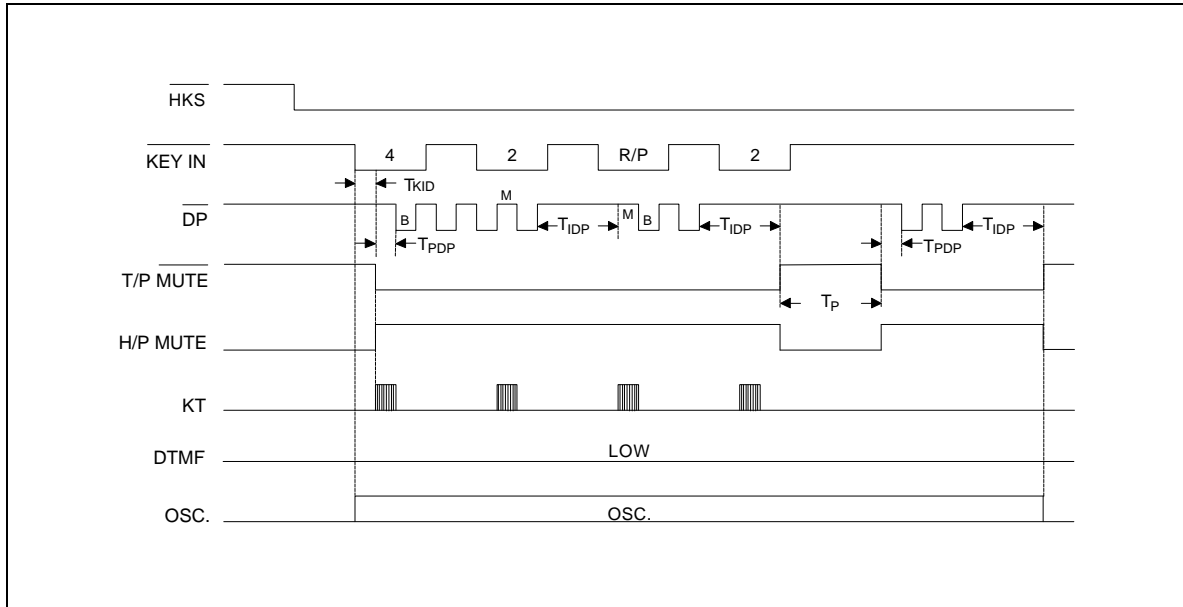 HKS
KEY IN 4 2 R/P 2
TKID
M
DP B TIDP M B TIDP TIDP
TPDP TPDP
T/P MUTE
TP
H/P MUTE
KT
DTMF LOW
OSC. OSC.